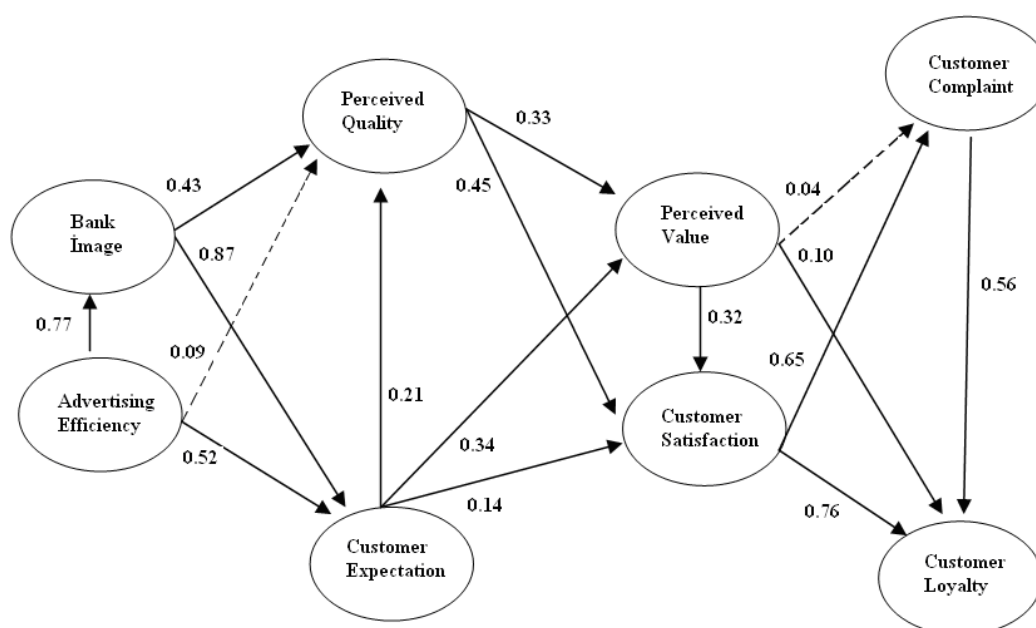 Customer
Complaint
Perceived
Quality
0.33
0.43
0.45
0.04
Bank
İmage
Perceived
Value
0.87
0.10
0.56
0.77
0.32
0.09
0.65
Advertising
Efficiency
0.21
Customer
Satisfaction
0.52
0.34
0.14
0.76
Customer
Expectation
Customer
Loyalty